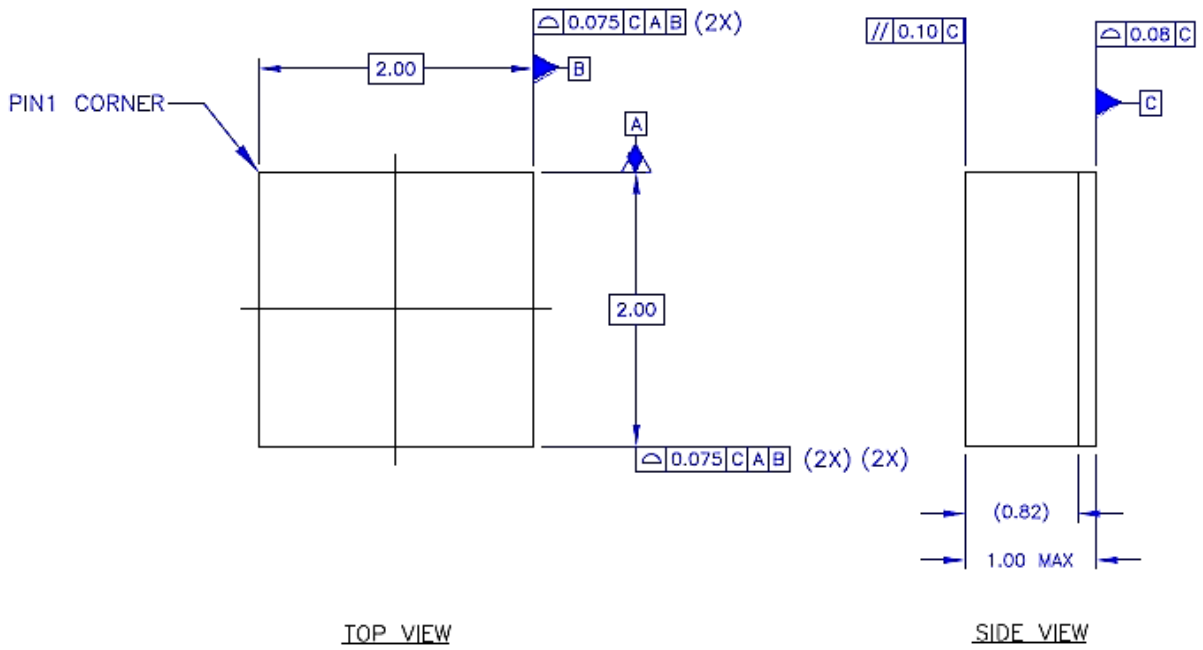 ⌓ 0.075 C A B (2X)
// 0.10 C
⌓ 0.08 C
2.00
B
PIN1 CORNER
C
A
2.00
⌓ 0.075 C A B (2X) (2X)
(0.82)
1.00 MAX
TOP VIEW
SIDE VIEW